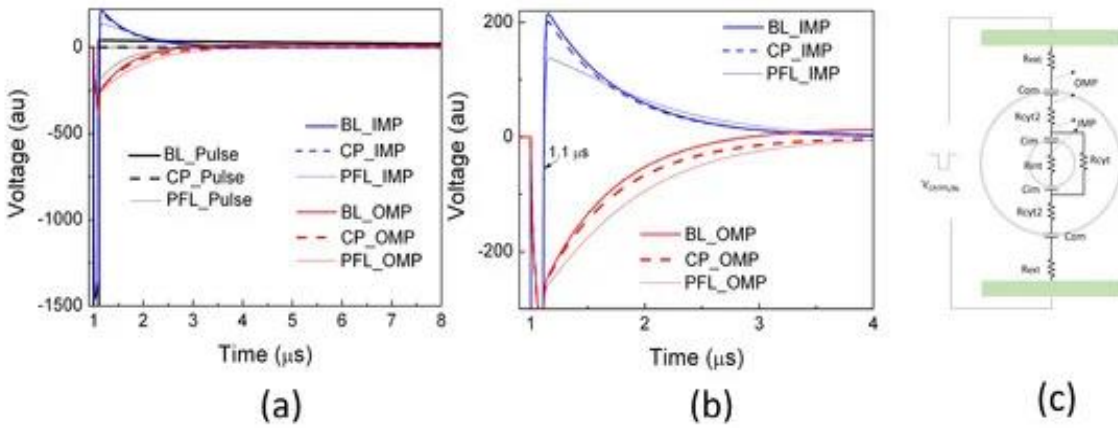 0
-500
-1000
-1500
Voltage (au)
BL_Pulse
CP_Pulse
PFL_Pulse
BL_IMP
CP_IMP
PFL_IMP
BL_OMP
CP_OMP
PFL_OMP
1 2 3 4 5 6 7 8
Time (μs)
(a)
200
0
-200
Voltage (au)
BL_IMP
CP_IMP
PFL_IMP
1.1 μs
BL_OMP
CP_OMP
PFL_OMP
1 2 3 4
Time (μs)
(b)
Rext
OMP
Com
Rcyt2
IMP
Cim
Rint
Rcyt
Cim
Rcyt2
Com
Rext
(c)